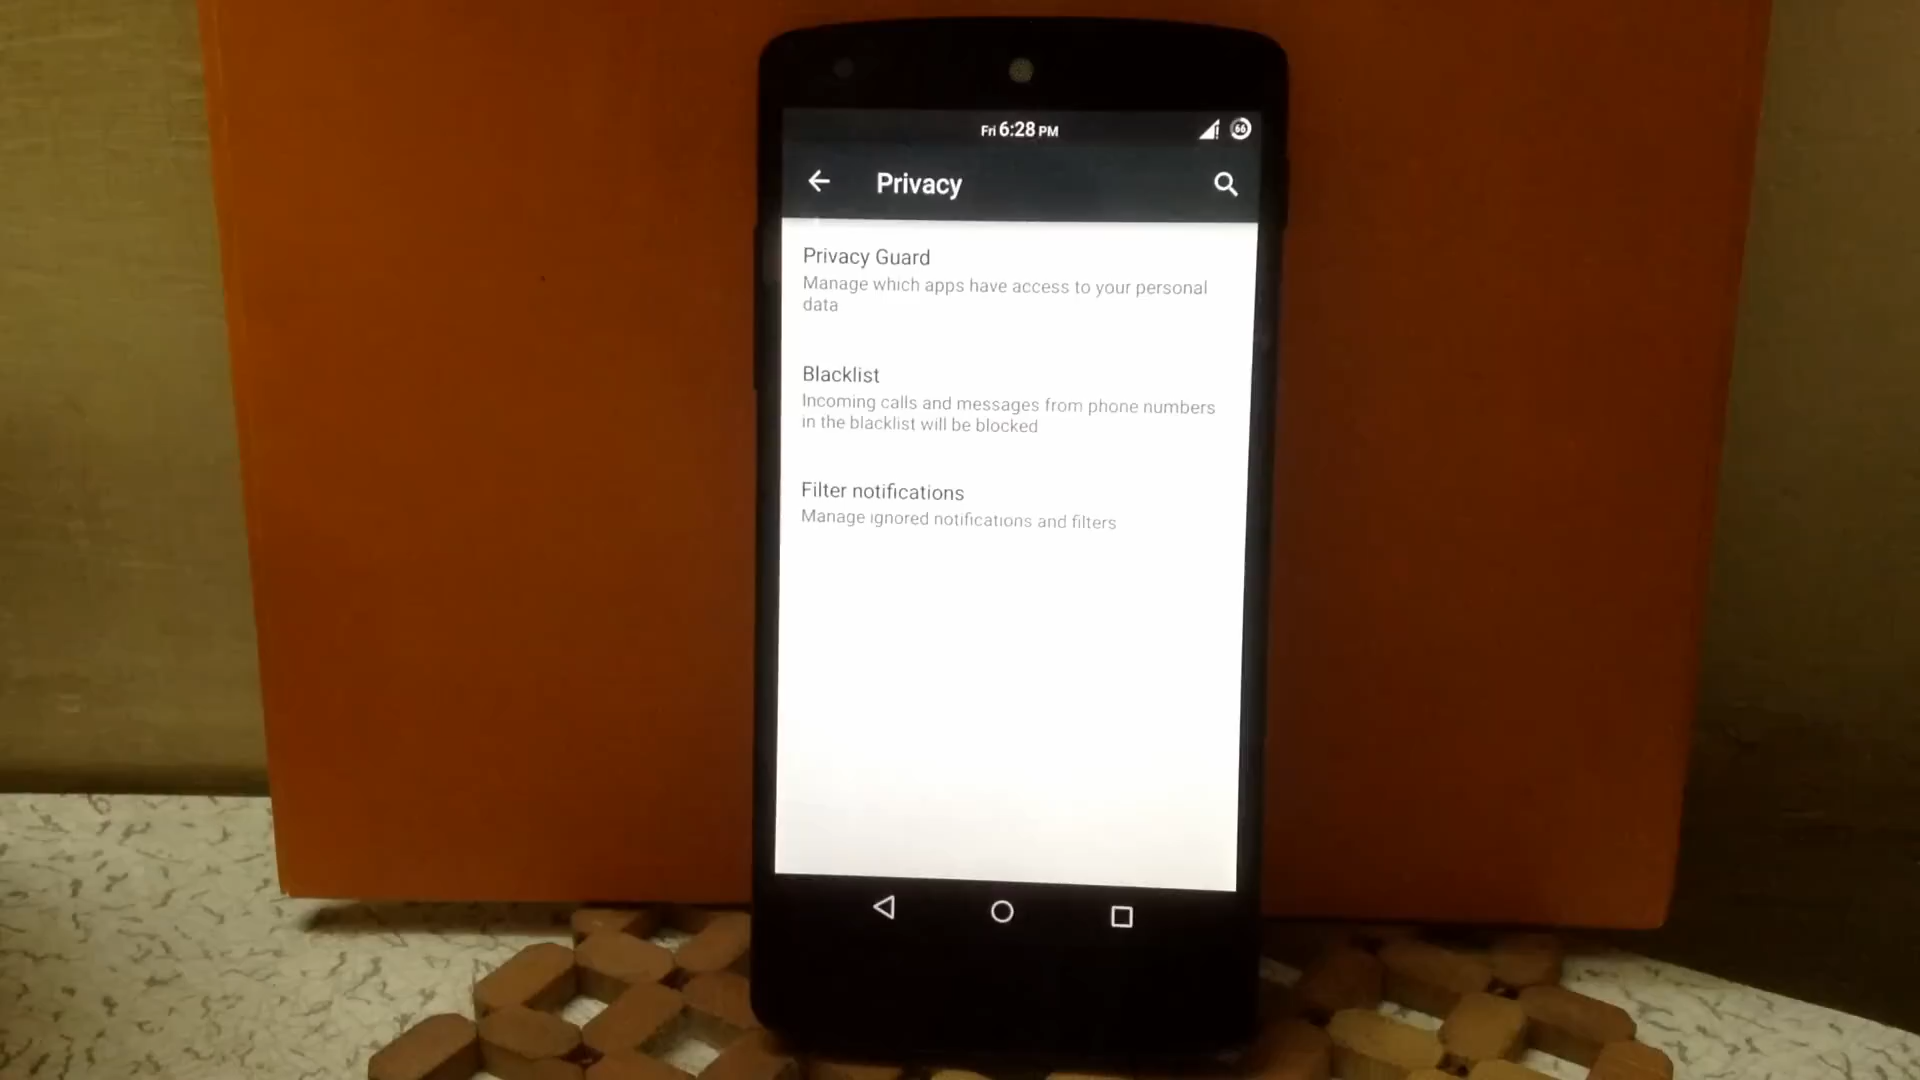 Fri 6:28 PM
66
Privacy
Privacy Guard
Manage which apps have access to your personal
data
Blacklist
Incoming calls and messages from phone numbers
in the blacklist will be blocked
Filter notifications
Manage ignored notifications and filters